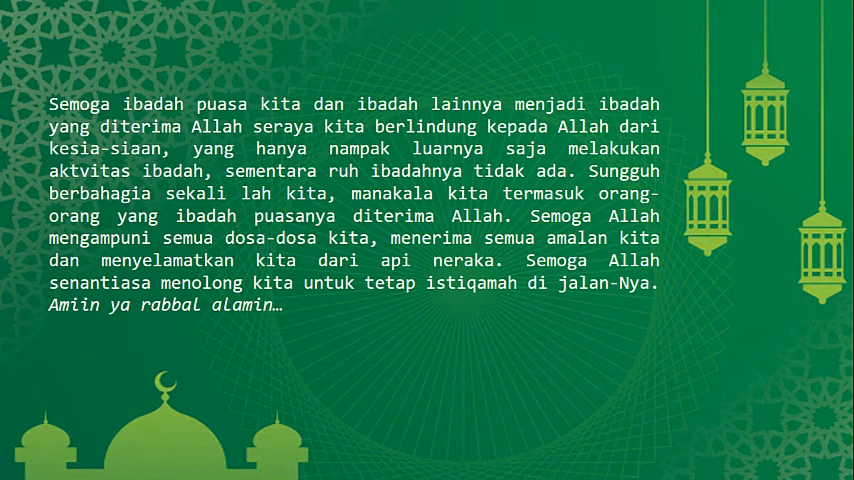 Semoga ibadah puasa kita dan ibadah lainnya menjadi ibadah
yang diterima Allah seraya kita berlindung kepada Allah dari
kesia-siaan, yang hanya nampak luarnya saja melakukan
aktvitas ibadah, sementara ruh ibadahnya tidak ada. Sungguh
berbahagia sekali lah kita, manakala kita termasuk orang-
orang yang ibadah puasanya diterima Allah. Semoga Allah
mengampuni semua dosa-dosa kita, menerima semua amalan kita
dan menyelamatkan kita dari api neraka. Semoga Allah
senantiasa menolong kita untuk tetap istiqamah di jalan-Nya.
Amiin ya rabbal alamin…